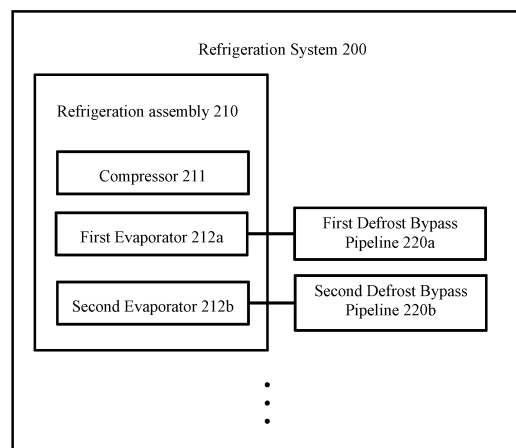 Refrigeration System 200
Refrigeration assembly 210
Compressor 211
First Evaporator 212a
First Defrost Bypass
Pipeline 220a
Second Evaporator 212b
Second Defrost Bypass
Pipeline 220b